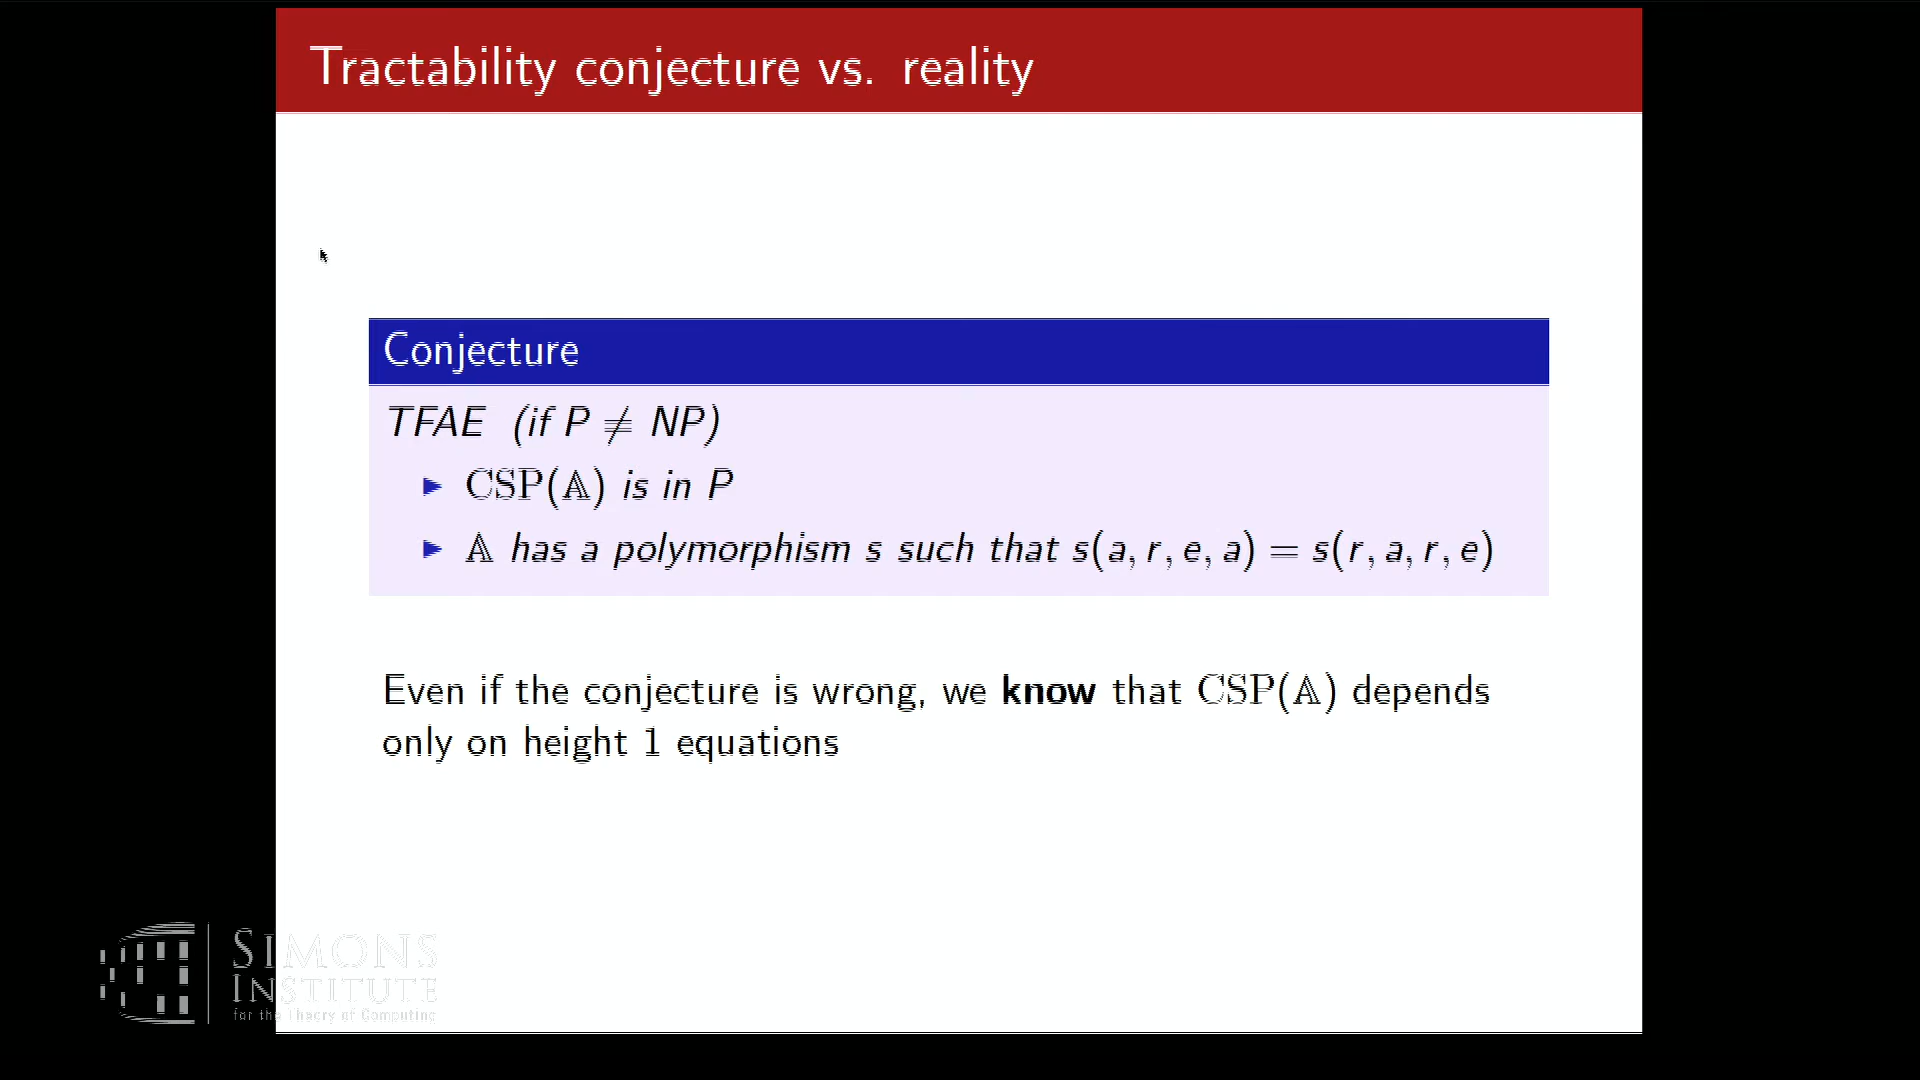 Tractability conjecture vs. reality
Conjecture
TFAE (if P ≠ NP)
▶ CSP(𝔸) is in P
▶ 𝔸 has a polymorphism s such that s(a, r, e, a) = s(r, a, r, e)
Even if the conjecture is wrong, we know that CSP(𝔸) depends
only on height 1 equations
SIMONS
INSTITUTE
for the Theory of Computing